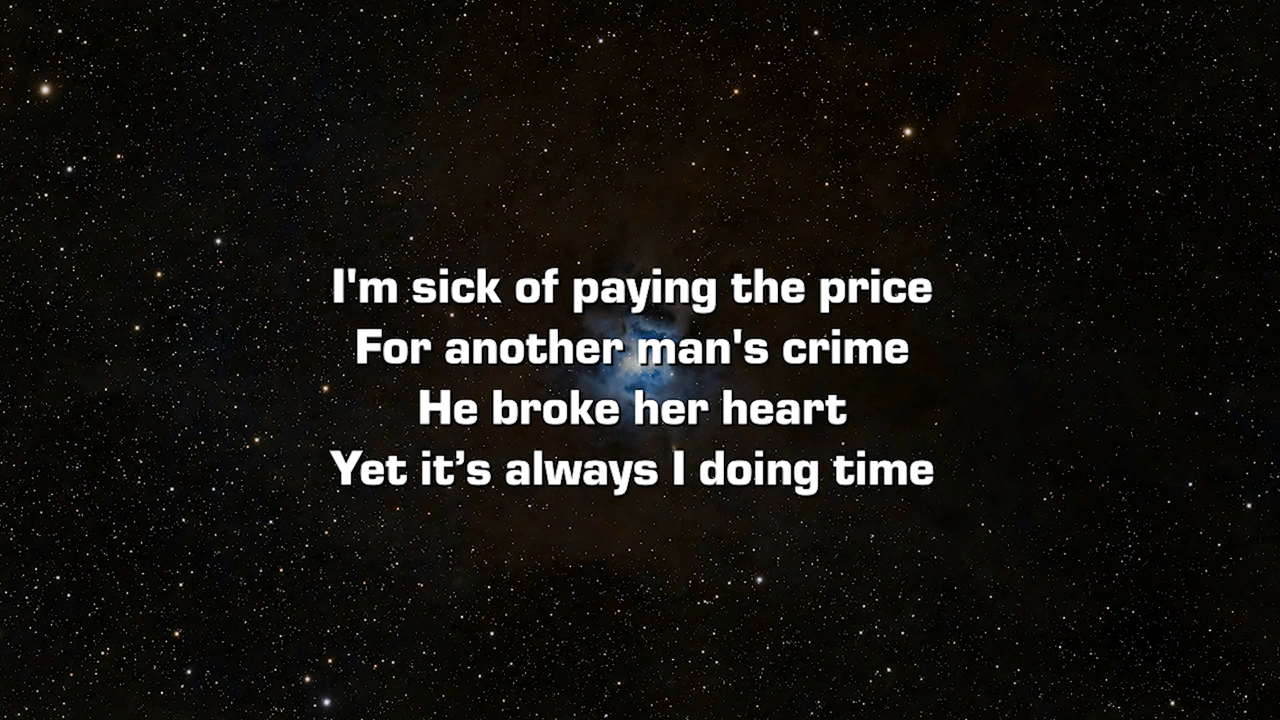 I'm sick of paying the price
For another man's crime
He broke her heart
Yet it’s always I doing time